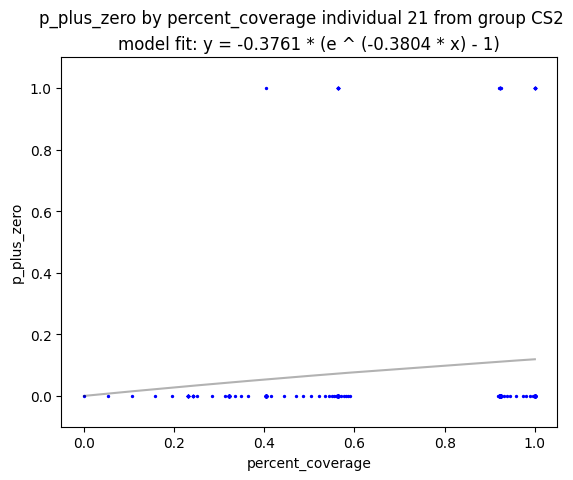 p_plus_zero by percent_coverage individual 21 from group CS2
model fit: y = -0.3761 * (e ^ (-0.3804 * x) - 1)
1.0
0.8
0.6
0.4
0.2
0.0
p_plus_zero
0.0 0.2 0.4 0.6 0.8 1.0
percent_coverage